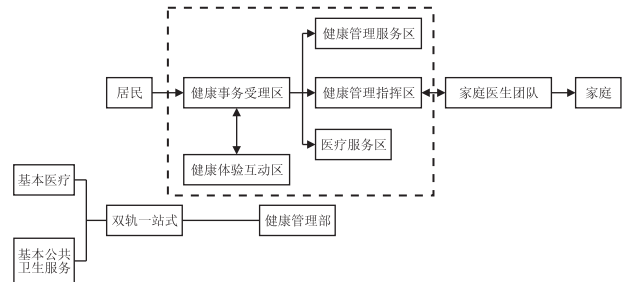 健康管理服务区
居民
健康事务受理区
健康管理指挥区
家庭医生团队
家庭
医疗服务区
健康体验互动区
基本医疗
双轨一站式
健康管理部
基本公共
卫生服务